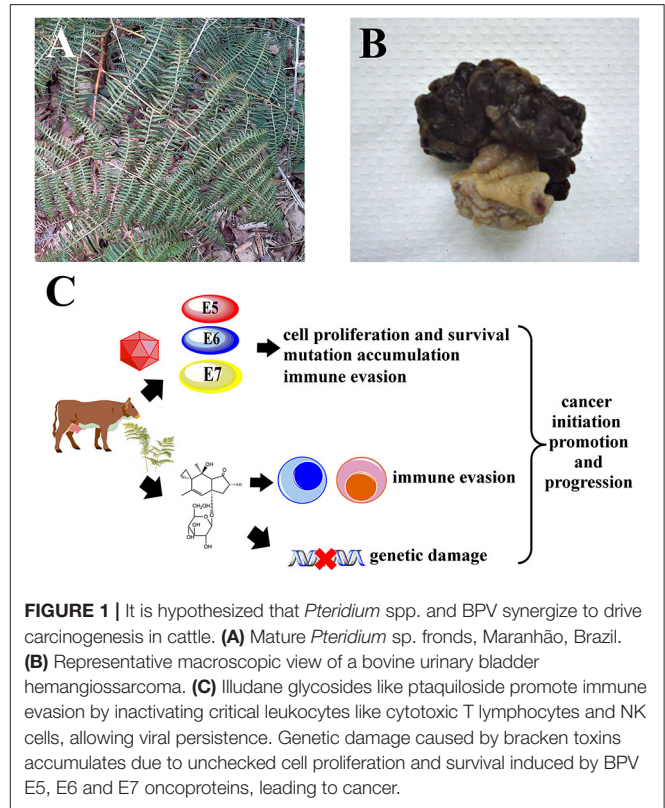 A
B
C
E5
E6
E7
cell proliferation and survival
mutation accumulation
immune evasion
cancer
initiation
promotion
and
progression
OH
O
H
O
CH₂OH
O
OH
OH
OH
immune evasion
genetic damage
FIGURE 1 | It is hypothesized that Pteridium spp. and BPV synergize to drive
carcinogenesis in cattle. (A) Mature Pteridium sp. fronds, Maranhão, Brazil.
(B) Representative macroscopic view of a bovine urinary bladder
hemangiossarcoma. (C) Illudane glycosides like ptaquiloside promote immune
evasion by inactivating critical leukocytes like cytotoxic T lymphocytes and NK
cells, allowing viral persistence. Genetic damage caused by bracken toxins
accumulates due to unchecked cell proliferation and survival induced by BPV
E5, E6 and E7 oncoproteins, leading to cancer.